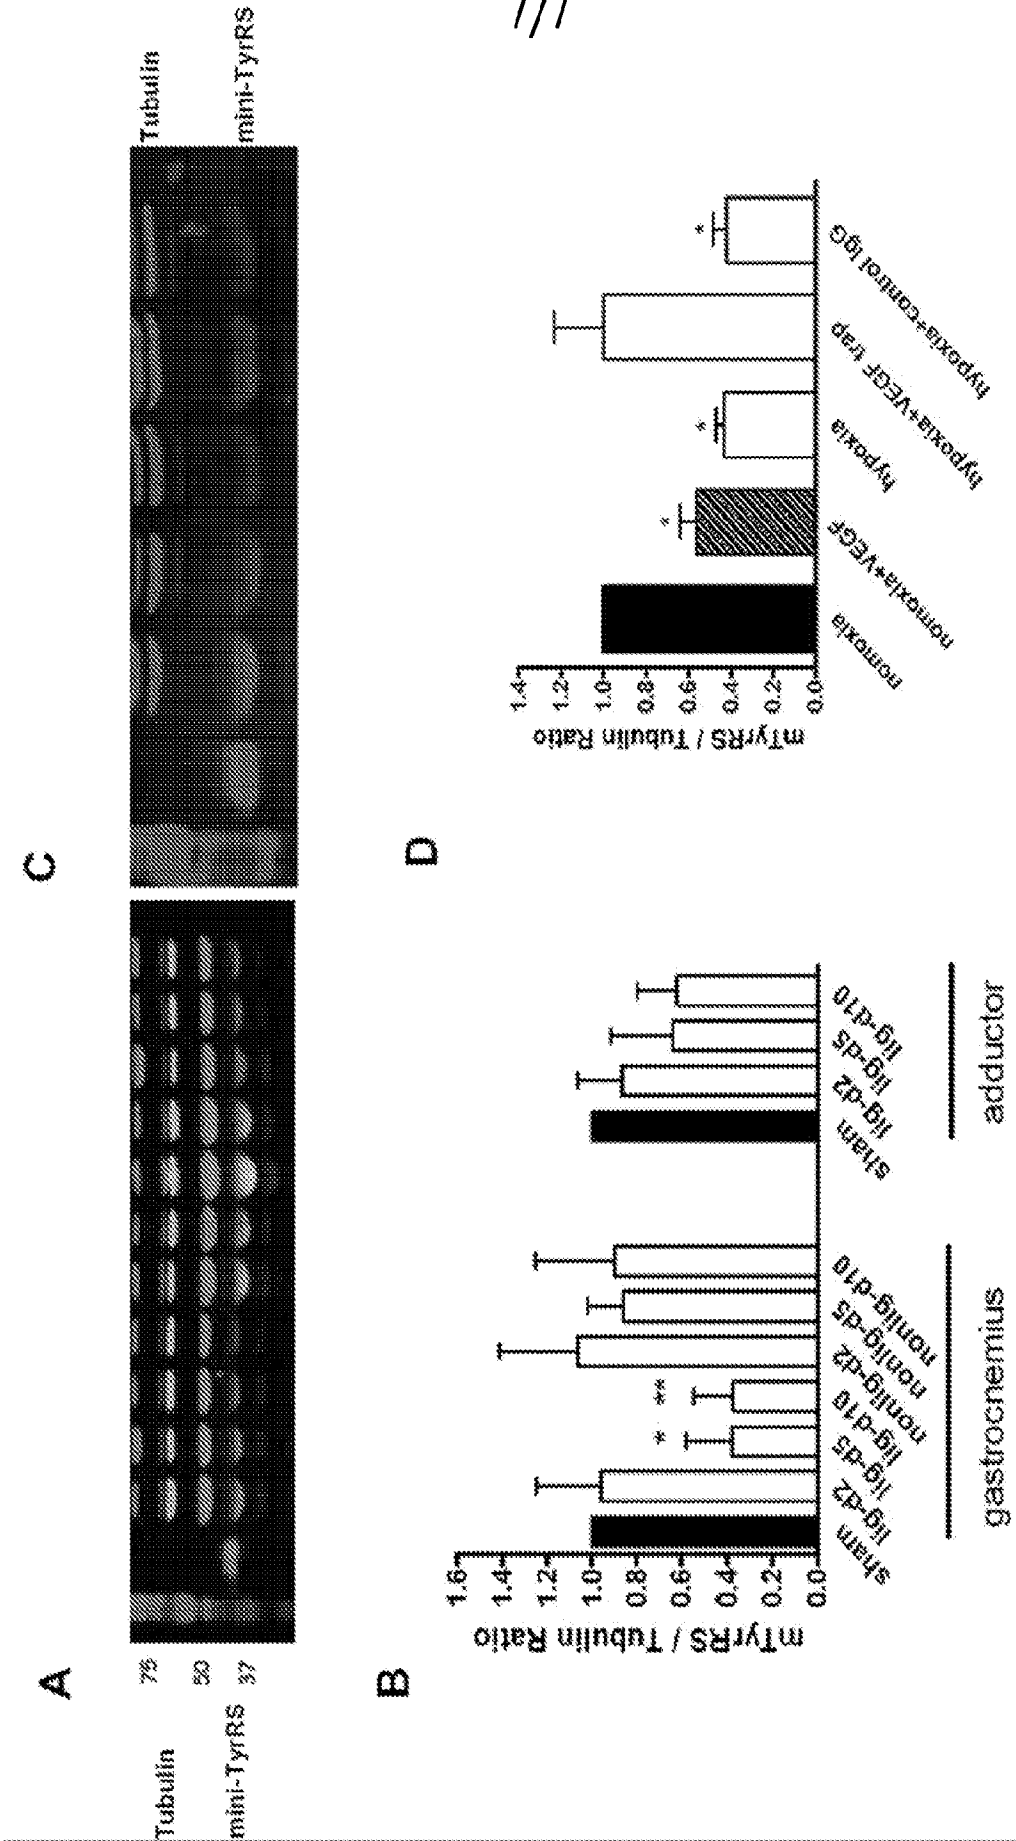 A
Tubulin
mini-TyrRS
75
50
37
C
Tubulin
mini-TyrRS
B
mTyrRS / Tubulin Ratio
1.6
1.4
1.2
1.0
0.8
0.6
0.4
0.2
0.0
*
**
sham
lig-d2
lig-d5
lig-d10
nonlig-d2
nonlig-d5
nonlig-d10
gastrocnemius
sham
lig-d2
lig-d5
lig-d10
adductor
D
mTyrRS / Tubulin Ratio
1.4
1.2
1.0
0.8
0.6
0.4
0.2
0.0
*
*
*
nomoxia
nomoxia+VEGF
hypoxia
hypoxia+VEGF trap
hypoxia+control IgG